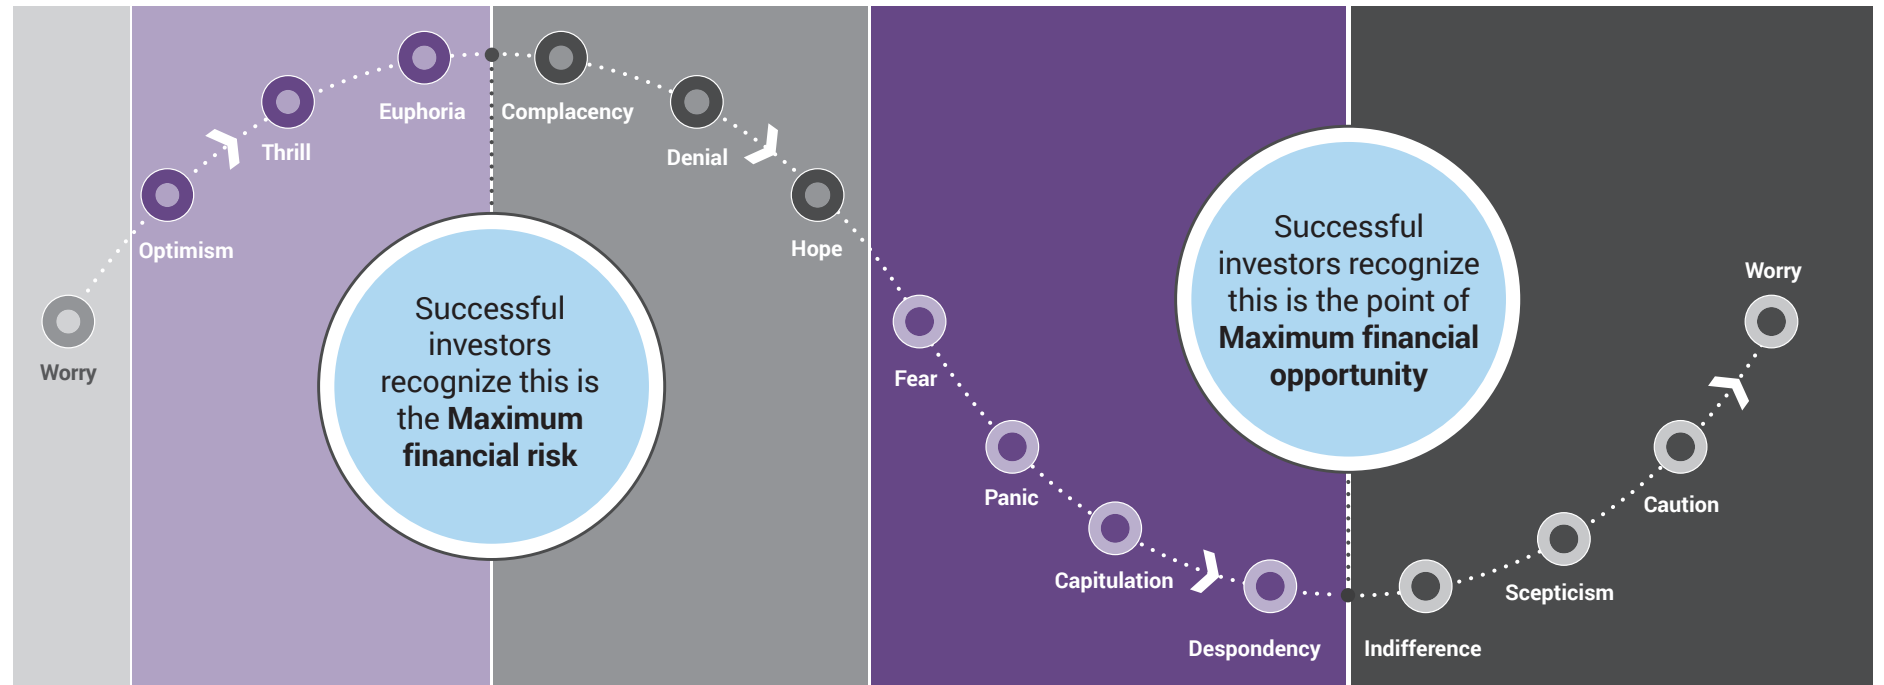 Worry
Optimism
Thrill
Euphoria
Complacency
Denial
Hope
Successful
investors
recognize this is
the Maximum
financial risk
Fear
Panic
Capitulation
Despondency
Successful
investors recognize
this is the point of
Maximum financial
opportunity
Indifference
Scepticism
Caution
Worry